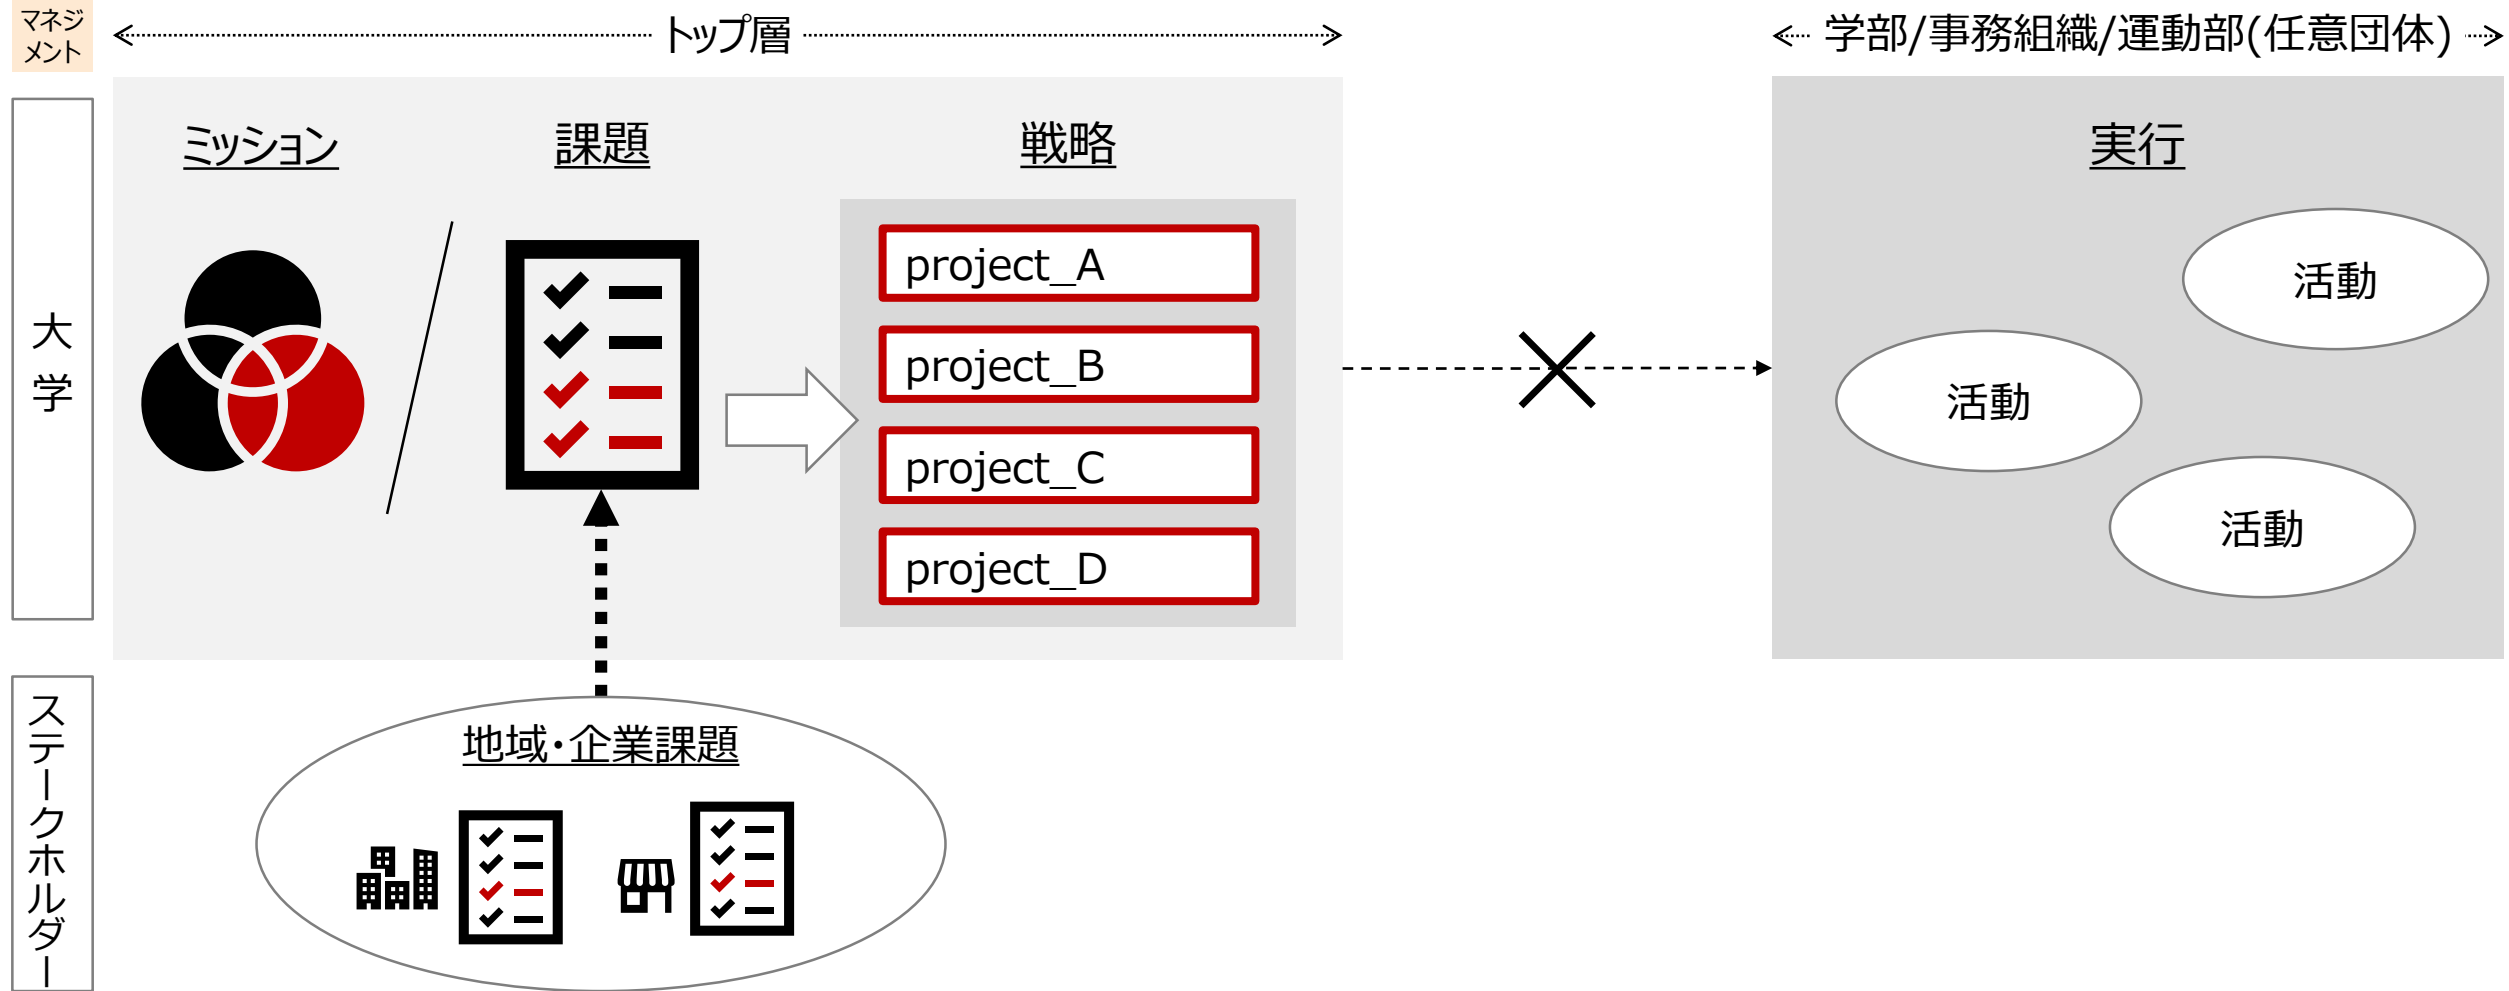 マネジ
メント
トップ層
学部/事務組織/運動部(任意団体)
大学
ミッション
課題
戦略
project_A
project_B
project_C
project_D
実行
活動
活動
活動
ステークホルダー
地域・企業課題